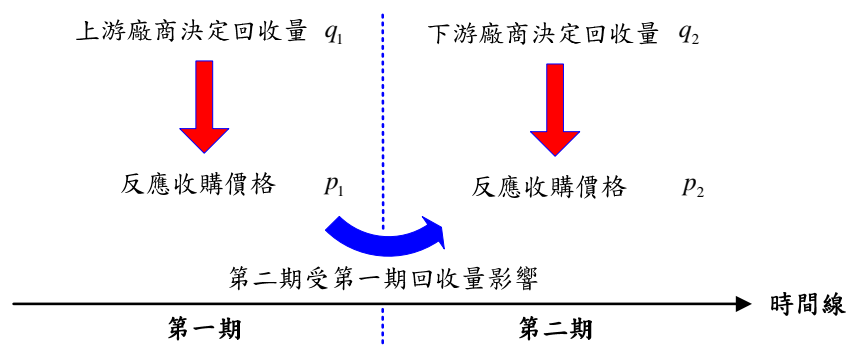 上游廠商決定回收量 q₁
下游廠商決定回收量 q₂
反應收購價格 p₁
反應收購價格 p₂
第二期受第一期回收量影響
時間線
第一期
第二期